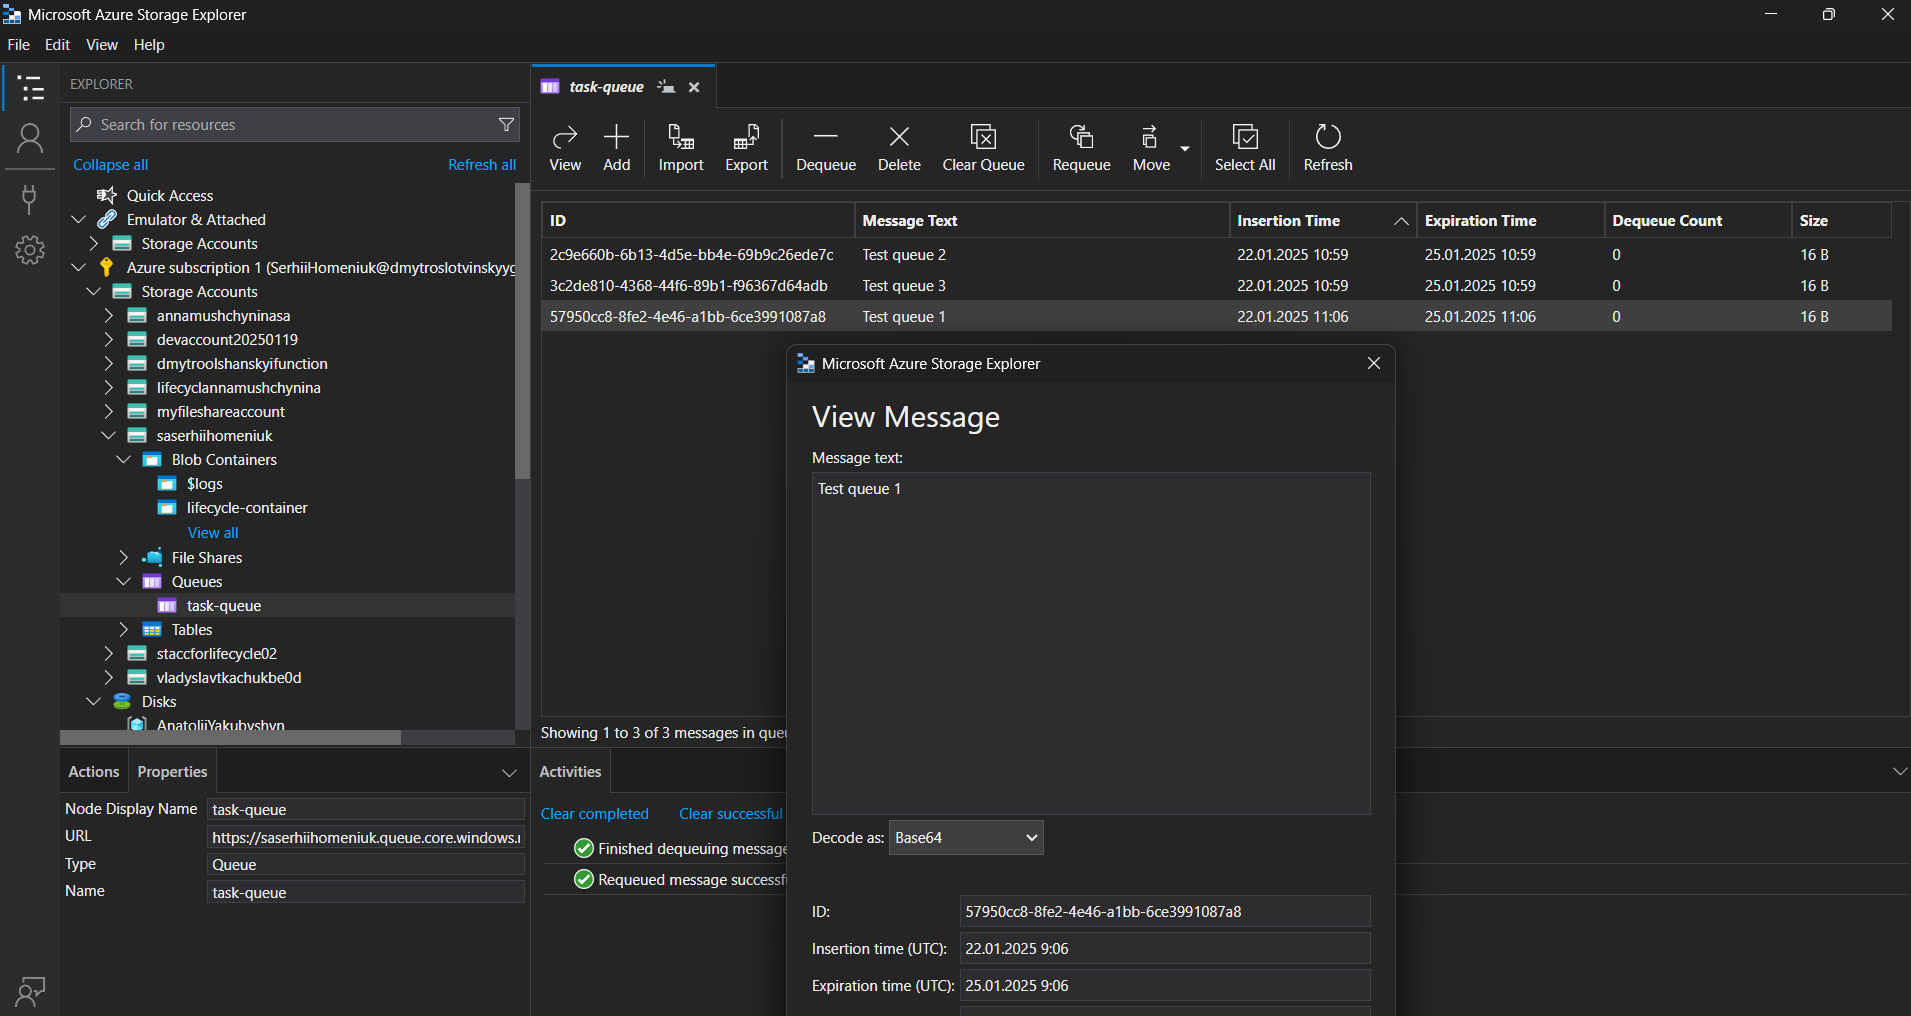 Microsoft Azure Storage Explorer
File Edit View Help
EXPLORER
Search for resources
Collapse all Refresh all
Quick Access
Emulator & Attached
Storage Accounts
Azure subscription 1 (SerhiiHomeniuk@dmytroslotvinskyyg
Storage Accounts
annamushchyninasa
devaccount20250119
dmytroolshanskyifunction
lifecyclannamushchynina
myfileshareaccount
saserhiihomeniuk
Blob Containers
$logs
lifecycle-container
View all
File Shares
Queues
task-queue
Tables
staccforlifecycle02
vladyslavtkachukbe0d
Disks
AnatoliiYakubyshyn
Actions Properties
Node Display Name task-queue
URL https://saserhiihomeniuk.queue.core.windows.
Type Queue
Name task-queue
task-queue
View Add Import Export Dequeue Delete Clear Queue Requeue Move Select All Refresh
ID Message Text Insertion Time Expiration Time Dequeue Count Size
2c9e660b-6b13-4d5e-bb4e-69b9c26ede7c Test queue 2 22.01.2025 10:59 25.01.2025 10:59 0 16 B
3c2de810-4368-44f6-89b1-f96367d64adb Test queue 3 22.01.2025 10:59 25.01.2025 10:59 0 16 B
57950cc8-8fe2-4e46-a1bb-6ce3991087a8 Test queue 1 22.01.2025 11:06 25.01.2025 11:06 0 16 B
Showing 1 to 3 of 3 messages in que
Activities
Clear completed Clear successful
Finished dequeuing message
Requeued message successf
Microsoft Azure Storage Explorer
View Message
Message text:
Test queue 1
Decode as: Base64
ID: 57950cc8-8fe2-4e46-a1bb-6ce3991087a8
Insertion time (UTC): 22.01.2025 9:06
Expiration time (UTC): 25.01.2025 9:06